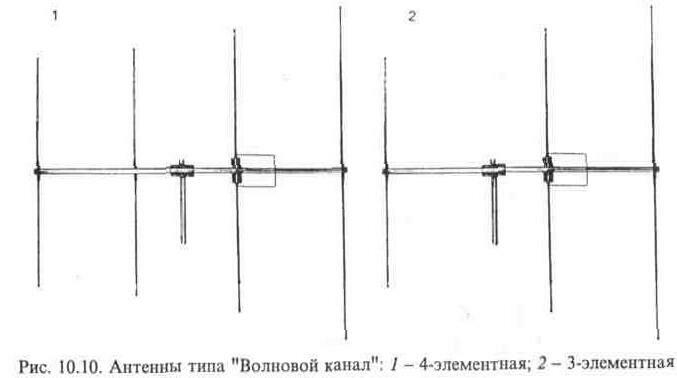 1
2
Рис. 10.10. Антенны типа "Волновой канал": 1 – 4-элементная; 2 – 3-элементная